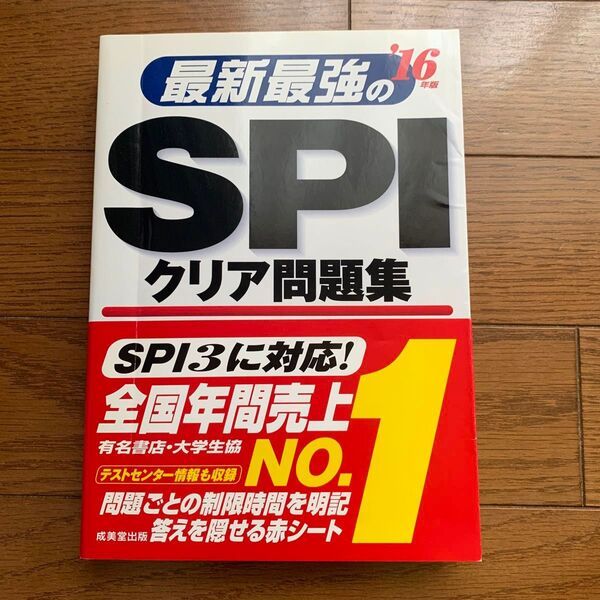 最新最強の
'16年版
SPI
クリア問題集
SPI3に対応!
全国年間売上
有名書店・大学生協
NO.1
テストセンター情報も収録
問題ごとの制限時間を明記
答えを隠せる赤シート
成美堂出版